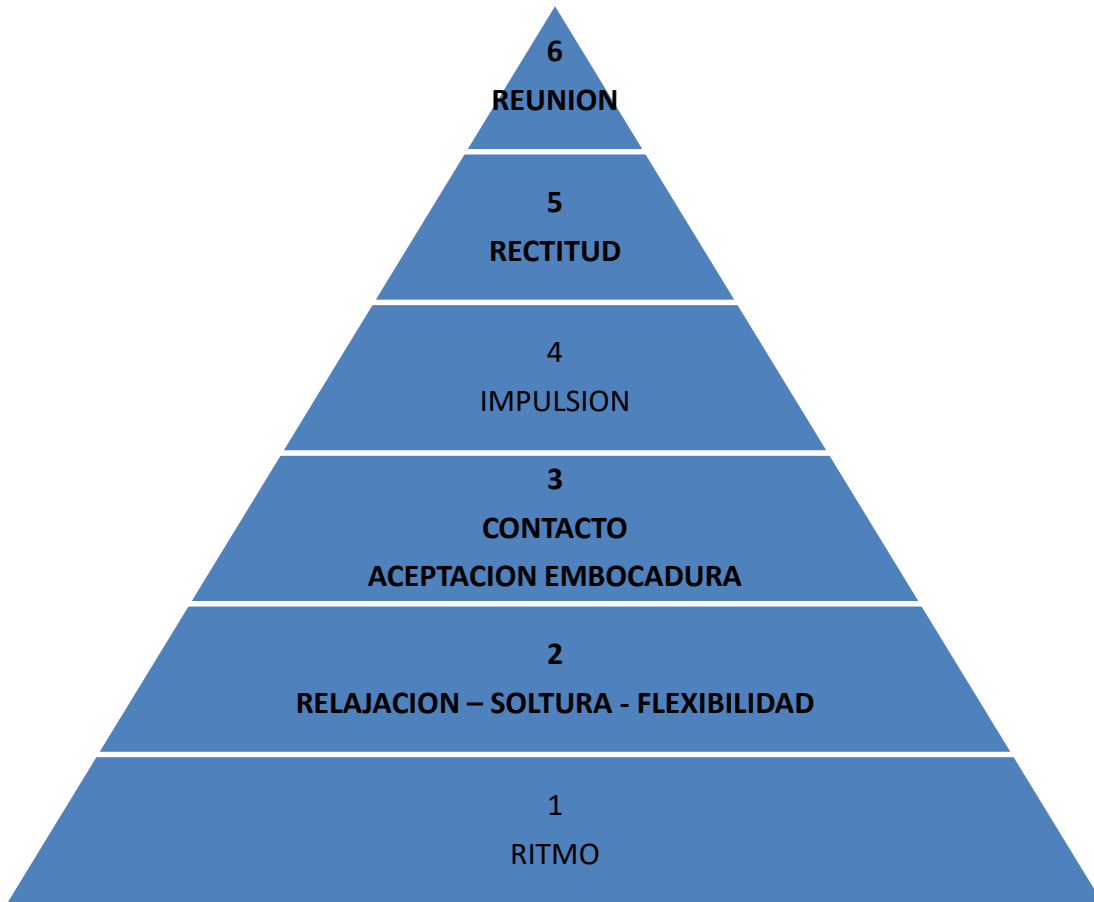 6
REUNION
5
RECTITUD
4
IMPULSION
3
CONTACTO
ACEPTACION EMBOCADURA
2
RELAJACION – SOLTURA - FLEXIBILIDAD
1
RITMO